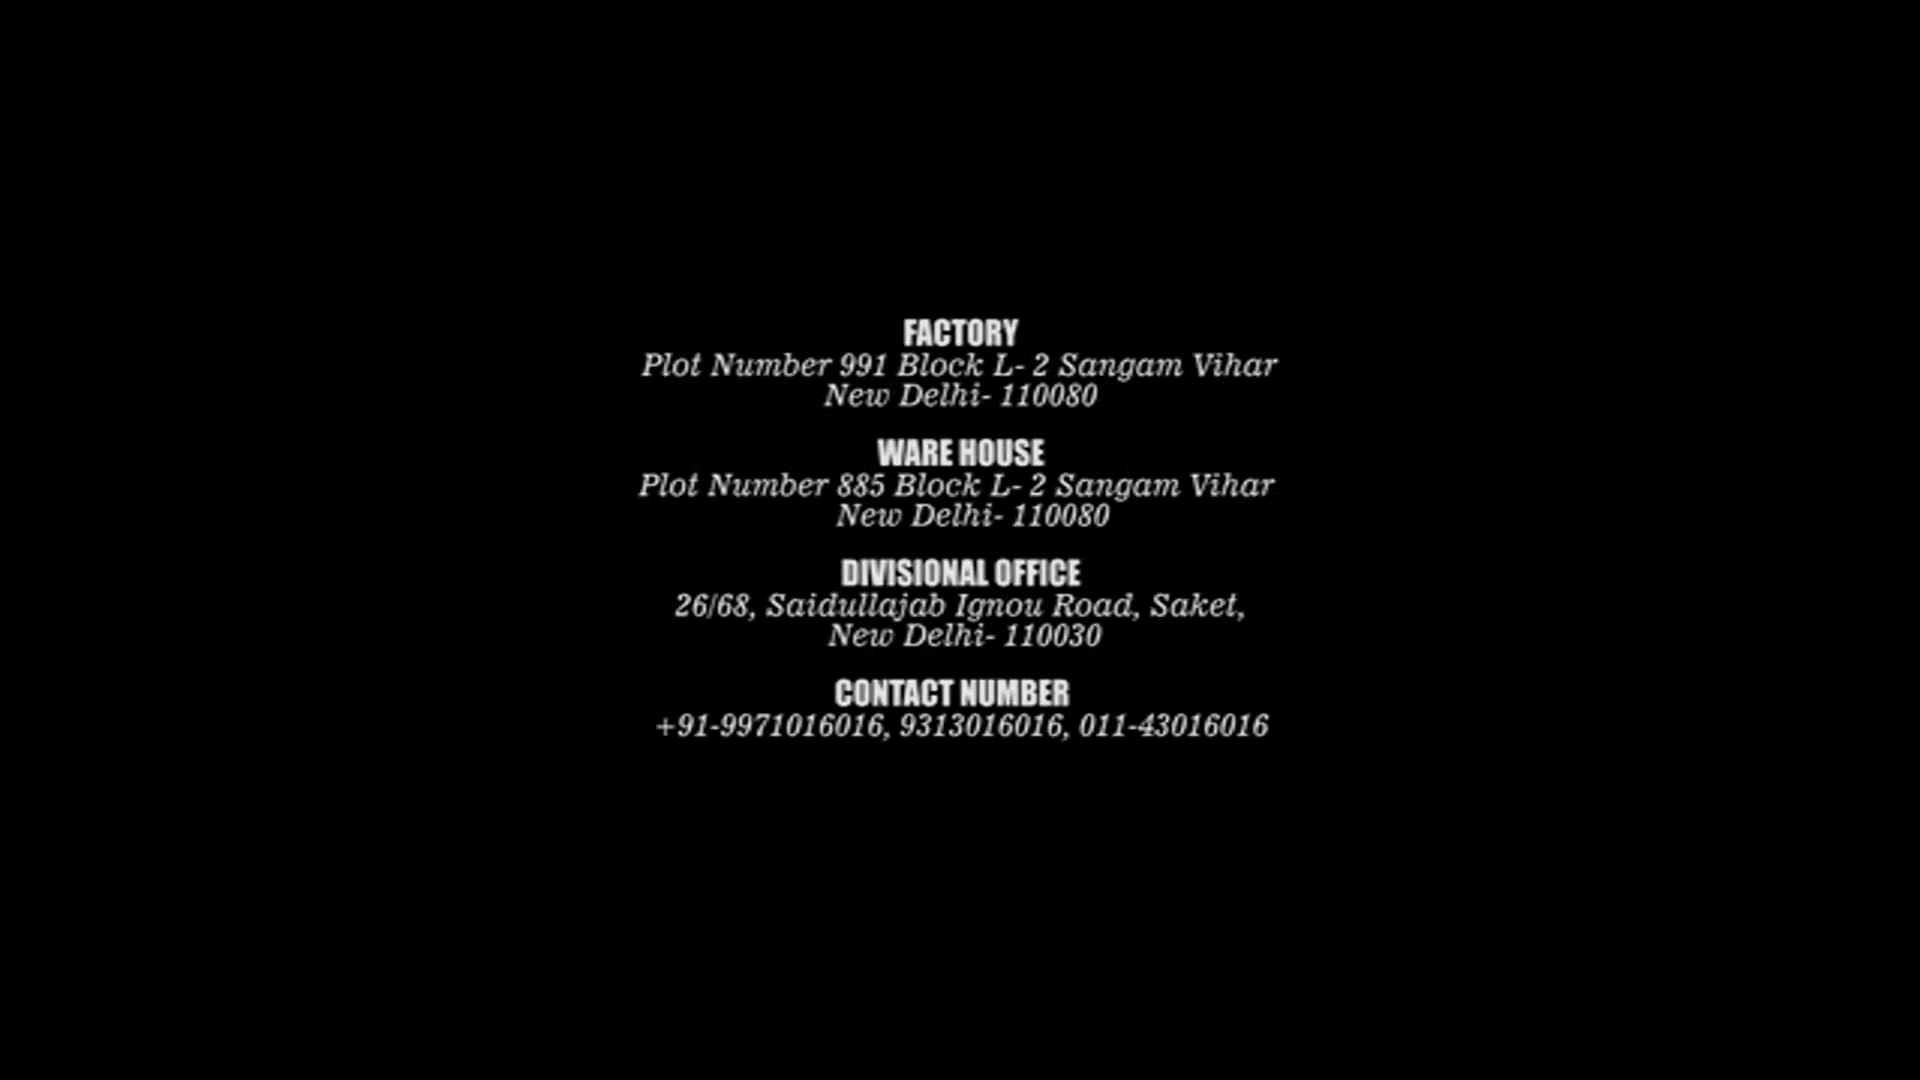 FACTORY
Plot Number 991 Block L- 2 Sangam Vihar
New Delhi- 110080
WARE HOUSE
Plot Number 885 Block L- 2 Sangam Vihar
New Delhi- 110080
DIVISIONAL OFFICE
26/68, Saidullajab Ignou Road, Saket,
New Delhi- 110030
CONTACT NUMBER
+91-9971016016, 9313016016, 011-43016016